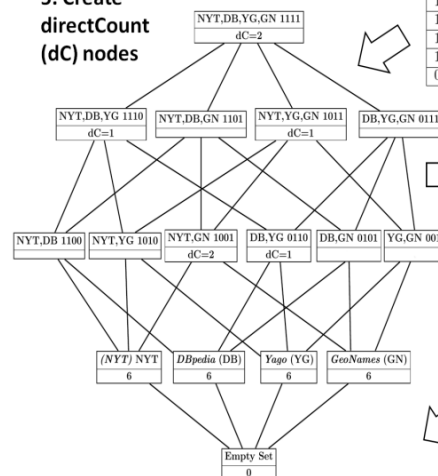 3. Create
directCount
(dC) nodes
NYT,DB,YG,GN 1111
dC=2
NYT,DB,YG 1110
dC=1
NYT,DB,GN 1101
NYT,YG,GN 1011
dC=1
DB,YG,GN 0111
NYT,DB 1100
NYT,YG 1010
NYT,GN 1001
dC=2
DB,YG 0110
dC=1
DB,GN 0101
YG,GN 001
(NYT) NYT
6
DBpedia (DB)
6
Yago (YG)
6
GeoNames (GN)
6
Empty Set
0